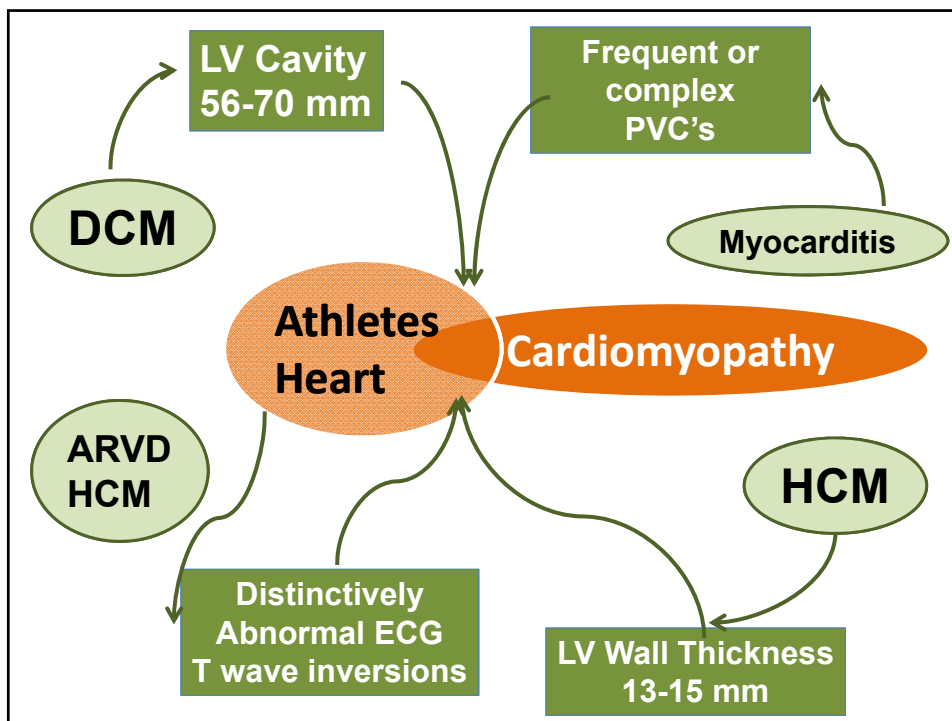 LV Cavity
56-70 mm
Frequent or
complex
PVC’s
DCM
Myocarditis
Athletes
Heart
Cardiomyopathy
ARVD
HCM
HCM
Distinctively
Abnormal ECG
T wave inversions
LV Wall Thickness
13-15 mm